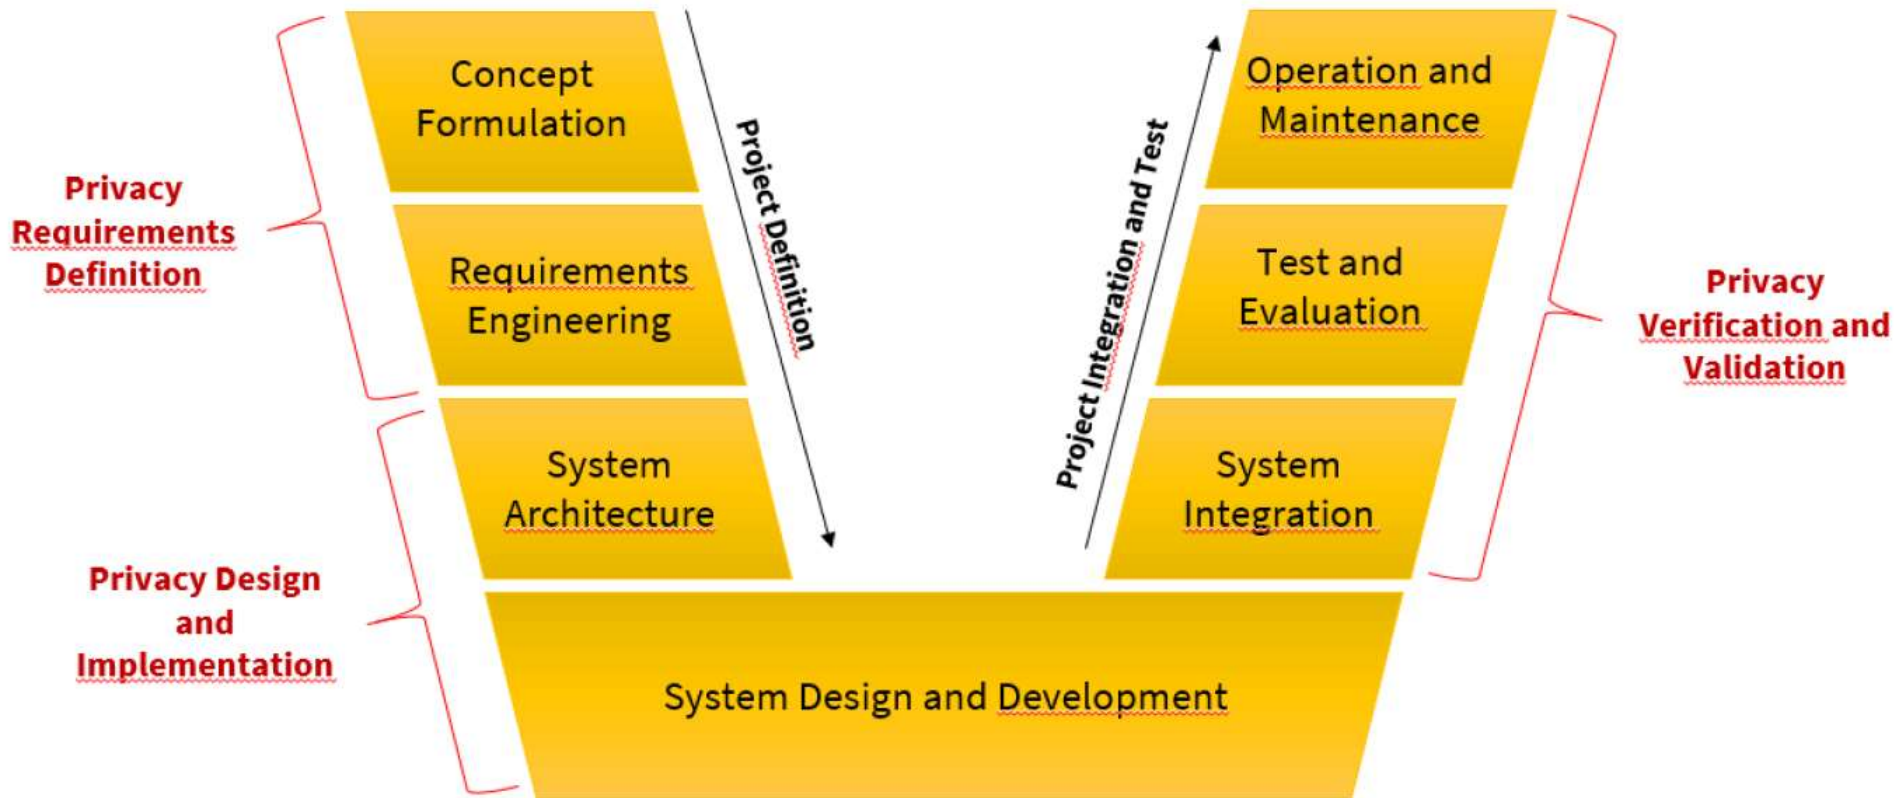 Concept
Formulation
Requirements
Engineering
System
Architecture
System Design and Development
System
Integration
Test and
Evaluation
Operation and
Maintenance
Project Definition
Project Integration and Test
Privacy
Requirements
Definition
Privacy Design
and
Implementation
Privacy
Verification and
Validation